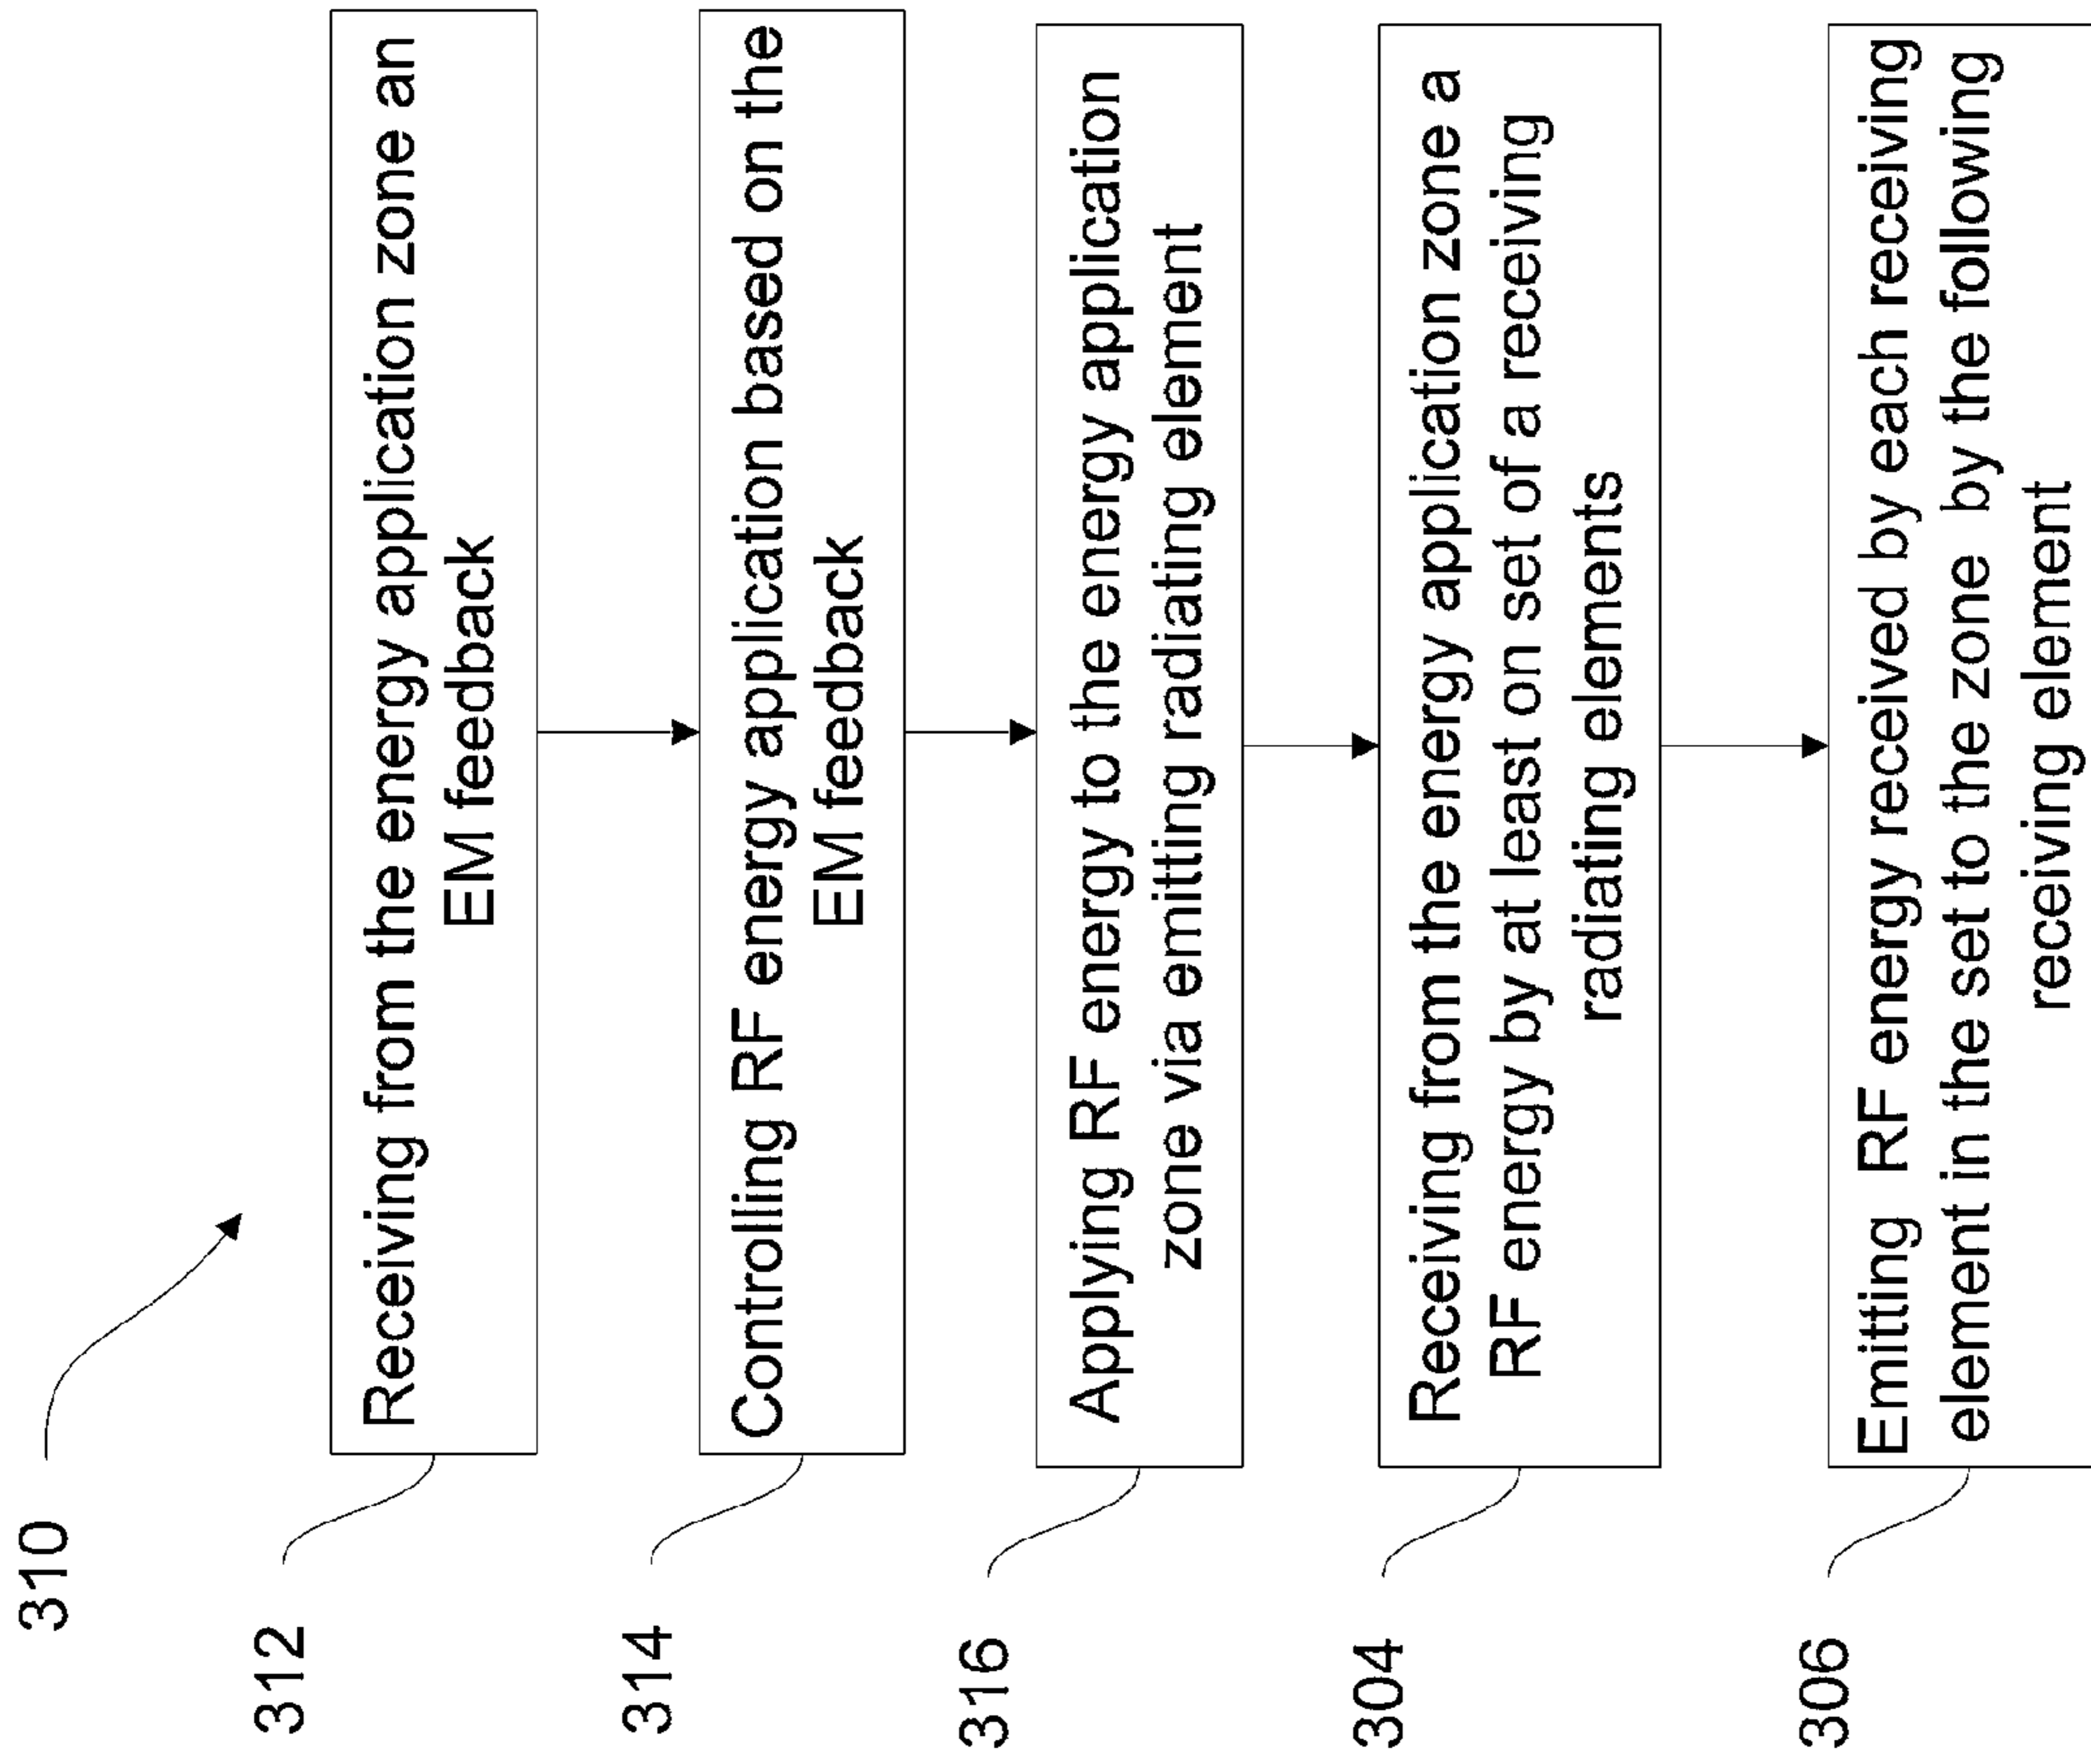 310
312
Receiving from the energy application zone an
EM feedback
314
Controlling RF energy application based on the
EM feedback
316
Applying RF energy to the energy application
zone via emitting radiating element
304
Receiving from the energy application zone a
RF energy by at least on set of a receiving
radiating elements
306
Emitting RF energy received by each receiving
element in the set to the zone by the following
receiving element